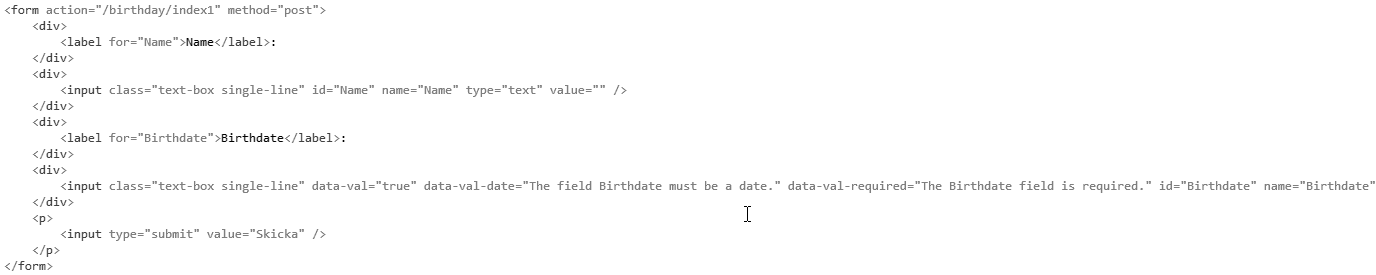 <form action="/birthday/index1" method="post">
    <div>
        <label for="Name">Name</label>:
    </div>
    <div>
        <input class="text-box single-line" id="Name" name="Name" type="text" value="" />
    </div>
    <div>
        <label for="Birthdate">Birthdate</label>:
    </div>
    <div>
        <input class="text-box single-line" data-val="true" data-val-date="The field Birthdate must be a date." data-val-required="The Birthdate field is required." id="Birthdate" name="Birthdate"
    </div>
    <p>
        <input type="submit" value="Skicka" />
    </p>
</form>